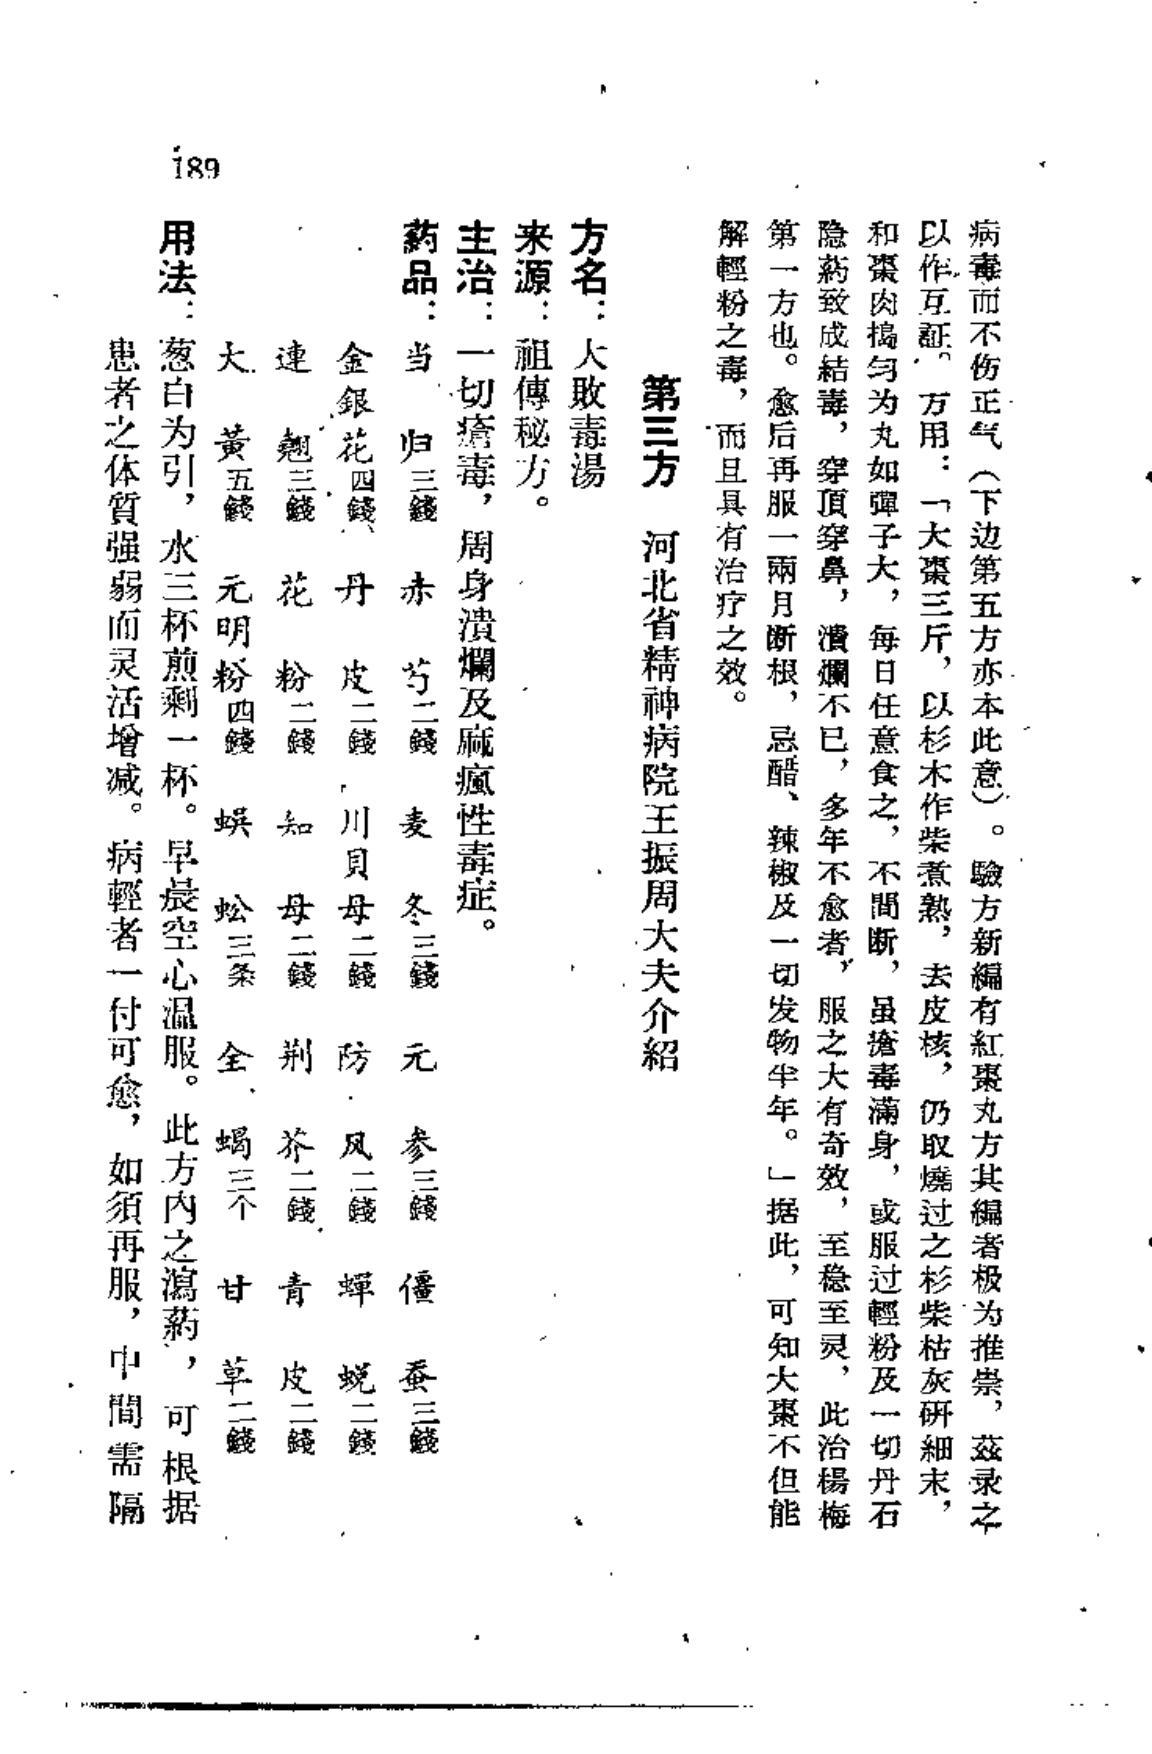 病毒而不伤正气（下边第五方亦本此意）。驗方新編有紅棗丸方其編者极为推崇，茲录之
以作互証。方用：「大棗三斤，以杉木作柴煮熟，去皮核，仍取燒过之杉柴枯灰研細末，
和棗肉搗匀为丸如彈子大，每日任意食之，不間断，虽瘡毒滿身，或服过輕粉及一切丹石
隐葯致成結毒，穿頂穿鼻，潰爛不已，多年不愈者，服之大有奇效，至稳至灵，此治楊梅
第一方也。愈后再服一兩月断根，忌醋、辣椒及一切发物半年。」据此，可知大棗不但能
解輕粉之毒，而且具有治疗之效。
第三方　河北省精神病院王振周大夫介紹
方名：大敗毒湯
来源：祖傳秘方。
主治：一切瘡毒，周身潰爛及麻瘋性毒症。
葯品：当归三錢　赤芍二錢　麦冬三錢　元参三錢　僵蚕三錢
金銀花四錢　丹皮二錢　川貝母二錢　防风二錢　蟬蜕二錢
連翹三錢　花粉二錢　知母二錢　荆芥二錢　青皮二錢
大黃五錢　元明粉四錢　蜈蚣三条　全蝎三个　甘草二錢
用法：葱白为引，水三杯煎剩一杯。早晨空心温服。此方內之瀉葯，可根据
患者之体質强弱而灵活增减。病輕者一付可愈，如須再服，中間需隔
189